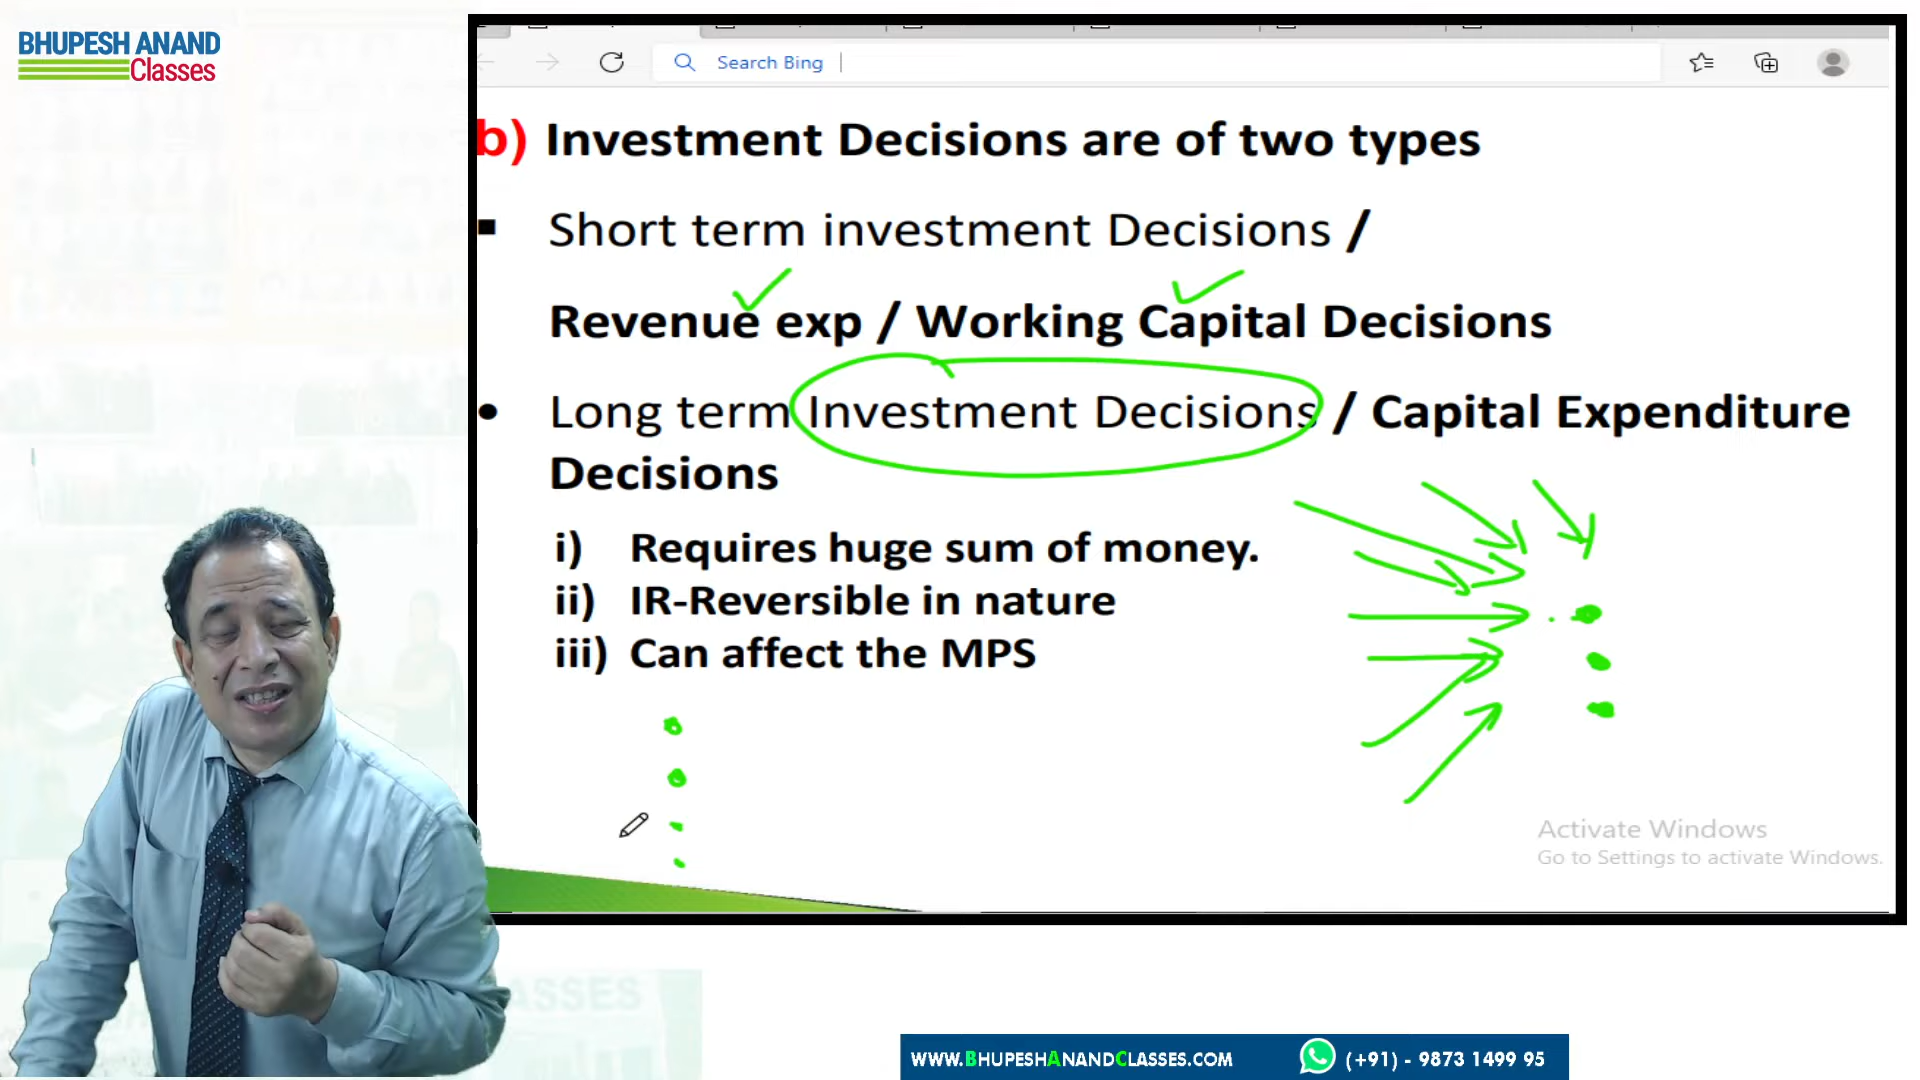 BHUPESH ANAND
Classes
Search Bing
b) Investment Decisions are of two types
▪ Short term investment Decisions /
Revenue exp / Working Capital Decisions
• Long term Investment Decisions / Capital Expenditure
Decisions
i) Requires huge sum of money.
ii) IR-Reversible in nature
iii) Can affect the MPS
Activate Windows
Go to Settings to activate Windows.
WWW.BHUPESHANANDCLASSES.COM (+91) - 9873 1499 95